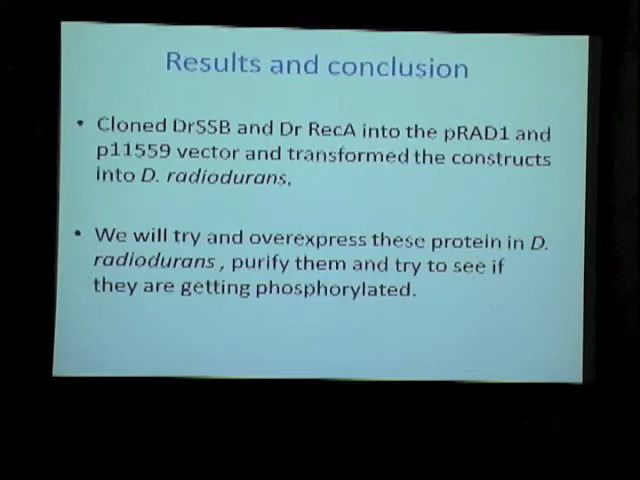 Results and conclusion
• Cloned DrSSB and Dr RecA into the pRAD1 and
p11559 vector and transformed the constructs
into D. radiodurans.
• We will try and overexpress these protein in D.
radiodurans , purify them and try to see if
they are getting phosphorylated.